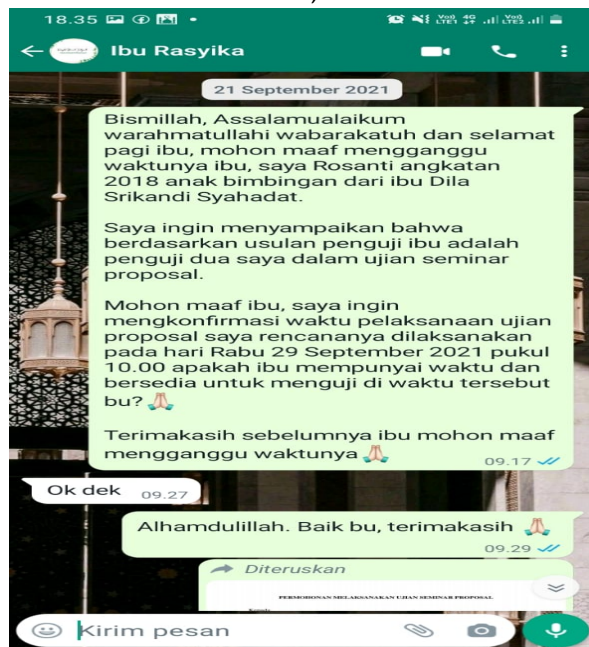 18.35
Ibu Rasyika
21 September 2021
Bismillah, Assalamualaikum
warahmatullahi wabarakatuh dan selamat
pagi ibu, mohon maaf mengganggu
waktunya ibu, saya Rosanti angkatan
2018 anak bimbingan dari ibu Dila
Srikandi Syahadat.
Saya ingin menyampaikan bahwa
berdasarkan usulan penguji ibu adalah
penguji dua saya dalam ujian seminar
proposal.
Mohon maaf ibu, saya ingin
mengkonfirmasi waktu pelaksanaan ujian
proposal saya rencananya dilaksanakan
pada hari Rabu 29 September 2021 pukul
10.00 apakah ibu mempunyai waktu dan
bersedia untuk menguji di waktu tersebut
bu? 🙏🏻
Terimakasih sebelumnya ibu mohon maaf
mengganggu waktunya 🙏🏻
09.17
Ok dek 09.27
Alhamdulillah. Baik bu, terimakasih 🙏🏻
09.29
Diteruskan
PERMOHONAN MELAKSANAKAN UJIAN SEMINAR PROPOSAL
Kirim pesan